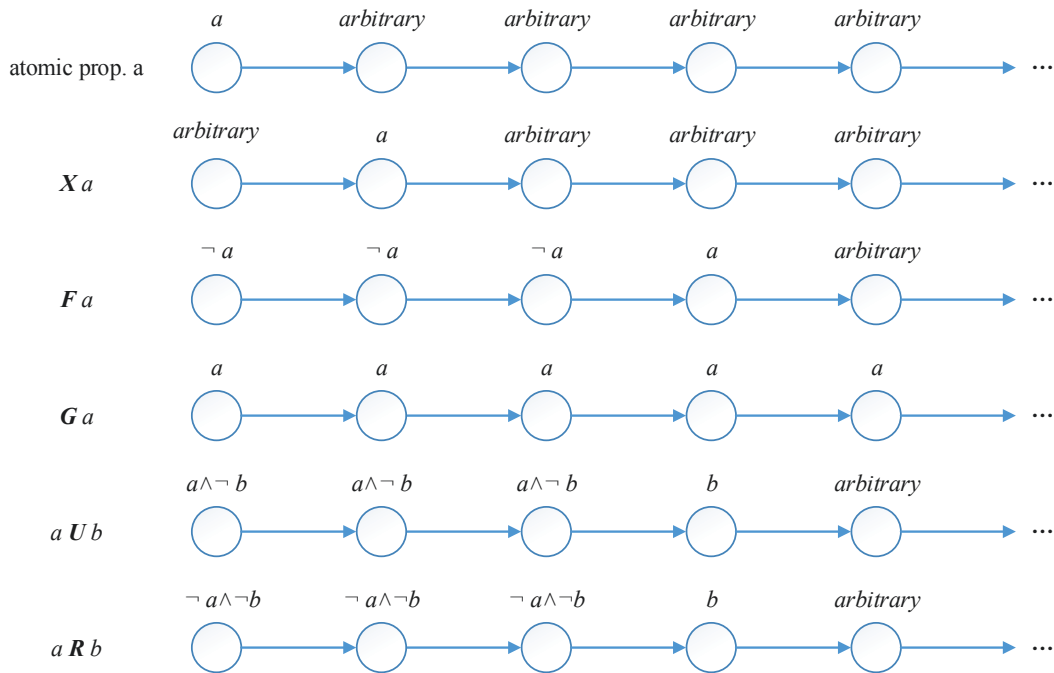 a arbitrary arbitrary arbitrary arbitrary
atomic prop. a ...
arbitrary a arbitrary arbitrary arbitrary
X a ...
¬ a ¬ a ¬ a a arbitrary
F a ...
a a a a a
G a ...
a∧¬ b a∧¬ b a∧¬ b b arbitrary
a U b ...
¬ a∧¬b ¬ a∧¬b ¬ a∧¬b b arbitrary
a R b ...